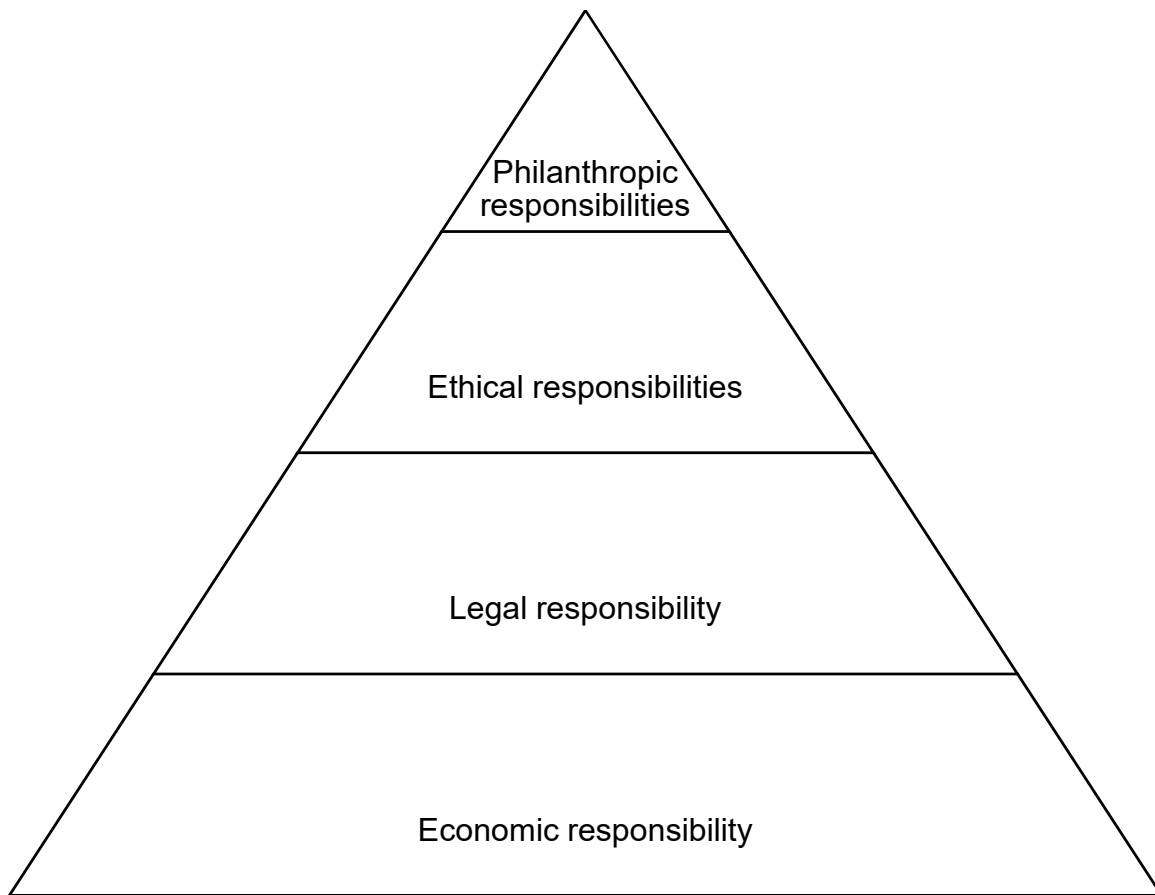 Philanthropic
responsibilities
Ethical responsibilities
Legal responsibility
Economic responsibility